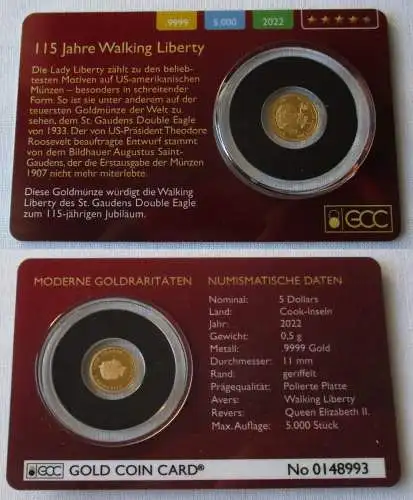 .9999 5.000 2022
115 Jahre Walking Liberty
Die Lady Liberty zählt zu den belieb-
testen Motiven auf US-amerikanischen
Münzen – besonders in schreitender
Form: So ist sie unter anderem auf der
teuersten Goldmünze der Welt zu
sehen, dem St. Gaudens Double Eagle
von 1933. Der von US-Präsident Theodore
Roosevelt beauftragte Entwurf stammt
von dem Bildhauer Augustus Saint-
Gaudens, der die Erstausgabe der Münzen
1907 nicht mehr miterlebte.
Diese Goldmünze würdigt die Walking
Liberty des St. Gaudens Double Eagle
zum 115-jährigen Jubiläum.
GCC
MODERNE GOLDRARITÄTEN
NUMISMATISCHE DATEN
Nominal: 5 Dollars
Land: Cook-Inseln
Jahr: 2022
Gewicht: 0,5 g
Metall: .9999 Gold
Durchmesser: 11 mm
Rand: geriffelt
Prägequalität: Polierte Platte
Avers: Walking Liberty
Revers: Queen Elizabeth II.
Max. Auflage: 5.000 Stück
GCC GOLD COIN CARD® No 0148993